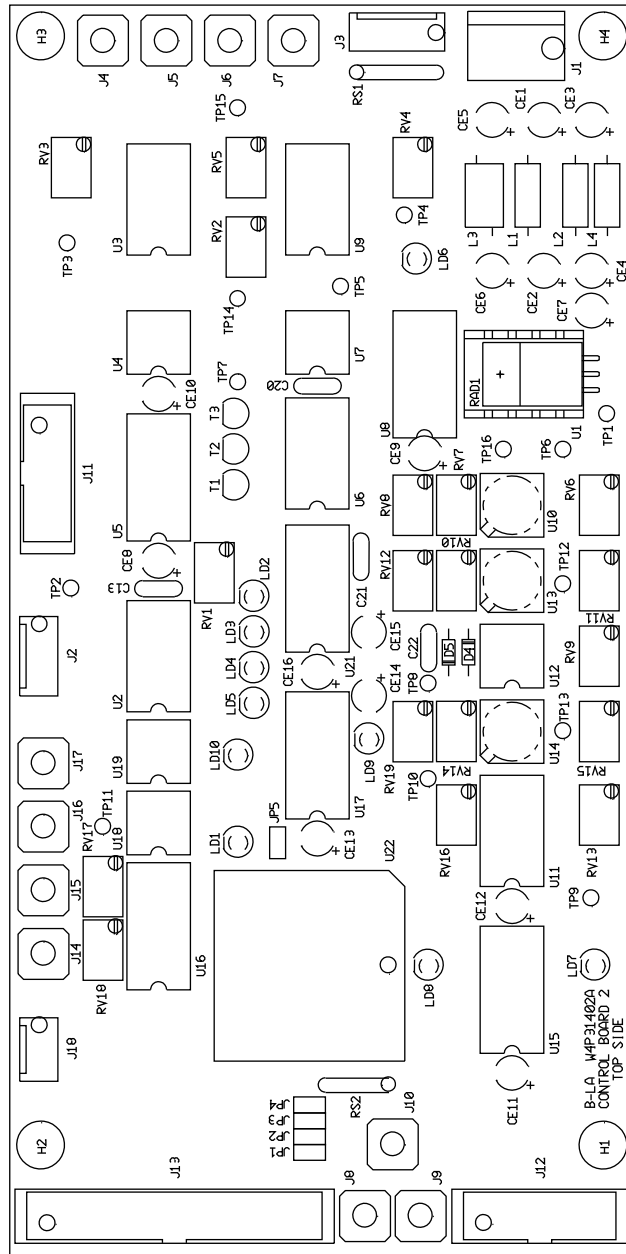 H3
J4
J5
J6
J7
J3
RS1
J1
H4
TP15
CE5
CE1
CE3
RV3
U3
RV5
RV2
U9
RV4
TP4
L3
L1
L2
L4
TP3
TP14
TP5
LD6
CE6
CE2
CE7
CE4
U4
CE10
TP7
C20
U7
U8
CE9
RAD1
U1
TP1
T3
T2
T1
J11
U5
CE8
C13
U6
RV7
TP16
TP6
RV8
RV10
U10
RV6
TP2
RV1
LD2
C21
RV12
U13
TP12
RV11
J2
U2
LD3
LD4
LD5
CE16
U21
CE15
CE14
C22
D5
D4
TP8
U12
RV9
J17
U19
LD10
LD9
RV19
RV14
U14
TP13
RV15
J16
TP11
RV17
U18
LD1
JP5
U17
CE13
TP10
RV16
U11
RV13
J15
U22
CE12
TP9
J14
RV18
U16
LD8
LD7
J18
U15
CE11
B-LA W4P31402A
CONTROL BOARD 2
TOP SIDE
RS2
J10
JP4
JP3
JP2
JP1
H2
H1
J13
J8
J9
J12